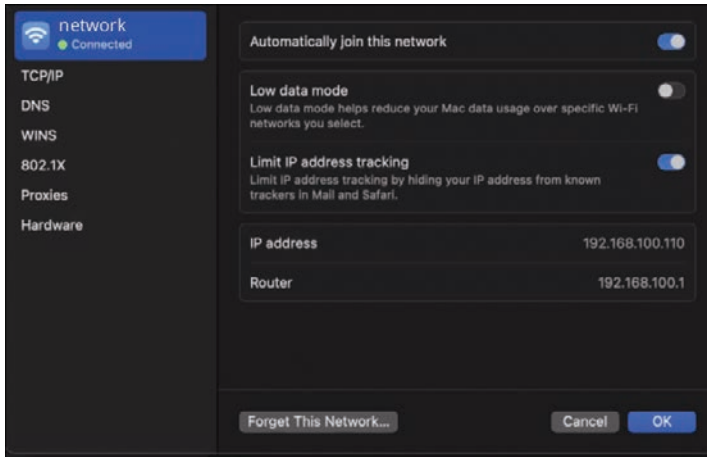 network
Connected
TCP/IP
DNS
WINS
802.1X
Proxies
Hardware
Automatically join this network
Low data mode
Low data mode helps reduce your Mac data usage over specific Wi-Fi
networks you select.
Limit IP address tracking
Limit IP address tracking by hiding your IP address from known
trackers in Mail and Safari.
IP address 192.168.100.110
Router 192.168.100.1
Forget This Network...
Cancel
OK